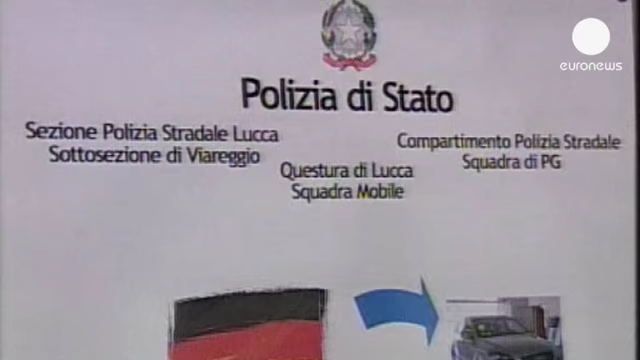 euronews
Polizia di Stato
Sezione Polizia Stradale Lucca
Sottosezione di Viareggio
Compartimento Polizia Stradale
Squadra di PG
Questura di Lucca
Squadra Mobile